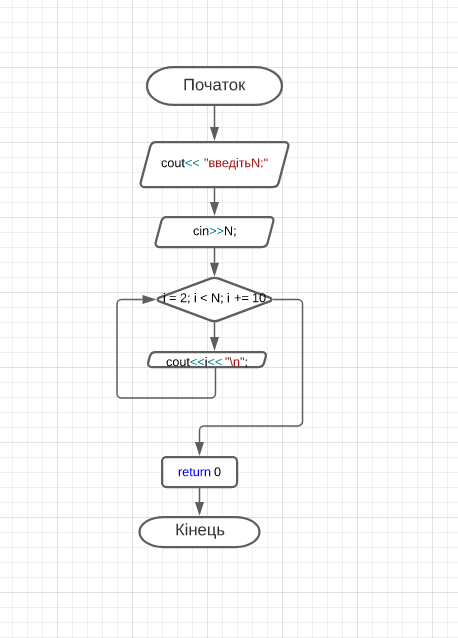 Початок
cout<< "введітьN:"
cin>>N;
i = 2; i < N; i += 10
cout<<i<< "\n";
return 0
Кінець